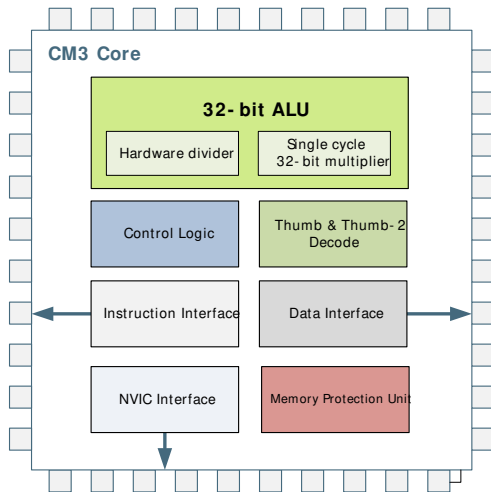 CM3 Core
32-bit ALU
Hardware divider
Single cycle
32-bit multiplier
Control Logic
Thumb & Thumb-2
Decode
Instruction Interface
Data Interface
NVIC Interface
Memory Protection Unit